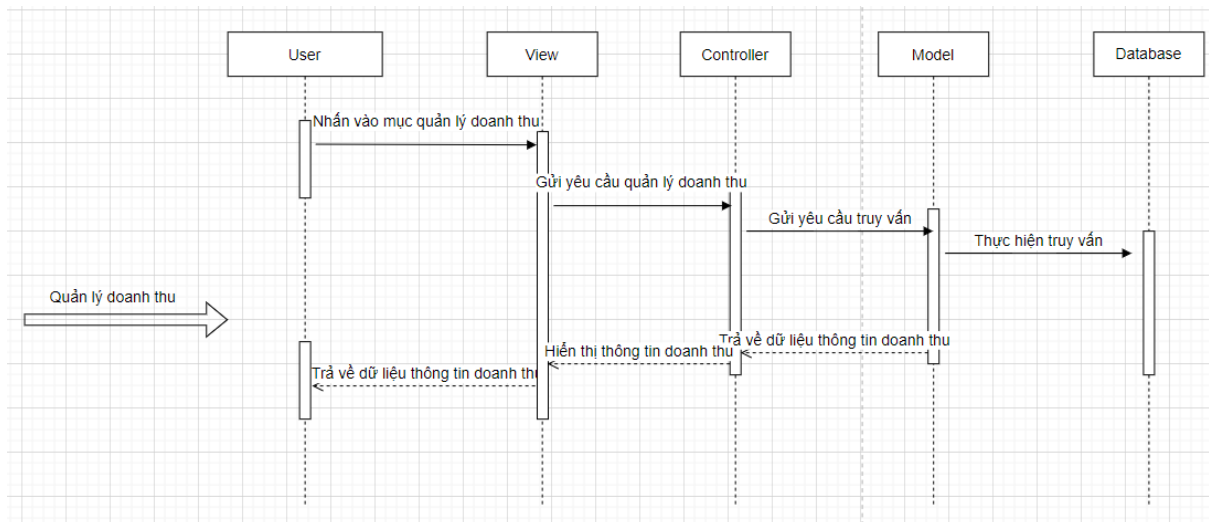 User
View
Controller
Model
Database
Nhấn vào mục quản lý doanh thu
Gửi yêu cầu quản lý doanh thu
Gửi yêu cầu truy vấn
Thực hiện truy vấn
Quản lý doanh thu
Trả về dữ liệu thông tin doanh thu
Hiển thị thông tin doanh thu
Trả về dữ liệu thông tin doanh thu